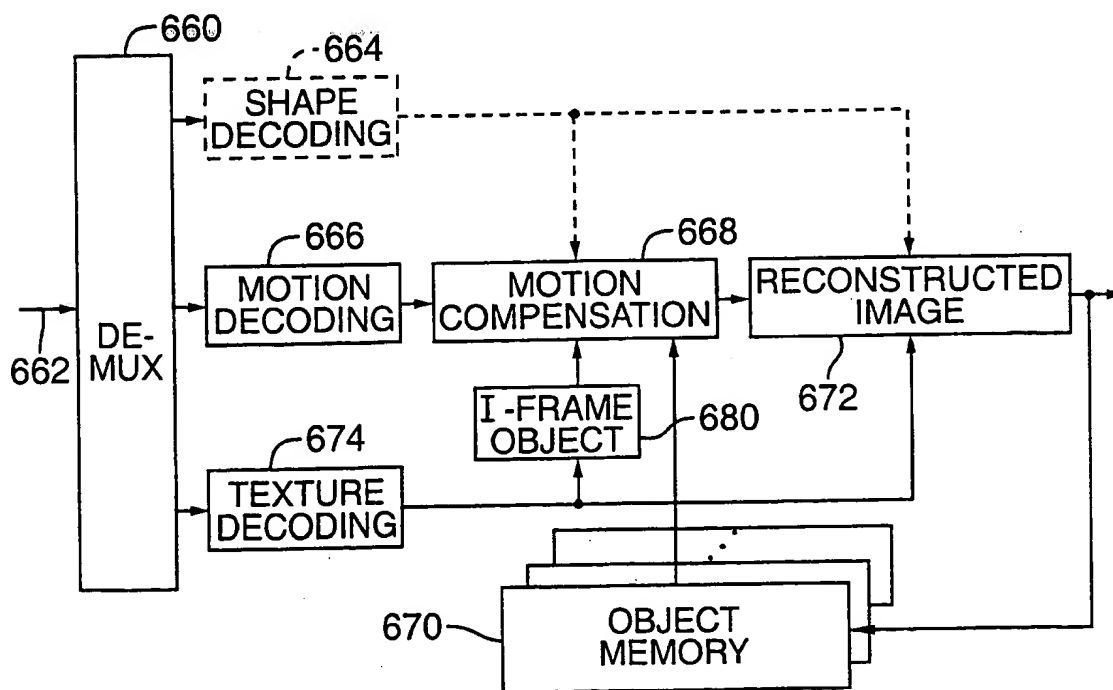 660
664
SHAPE
DECODING
666
668
MOTION
DECODING
MOTION
COMPENSATION
RECONSTRUCTED
IMAGE
DE-
MUX
662
672
I-FRAME
OBJECT
680
674
TEXTURE
DECODING
670
OBJECT
MEMORY